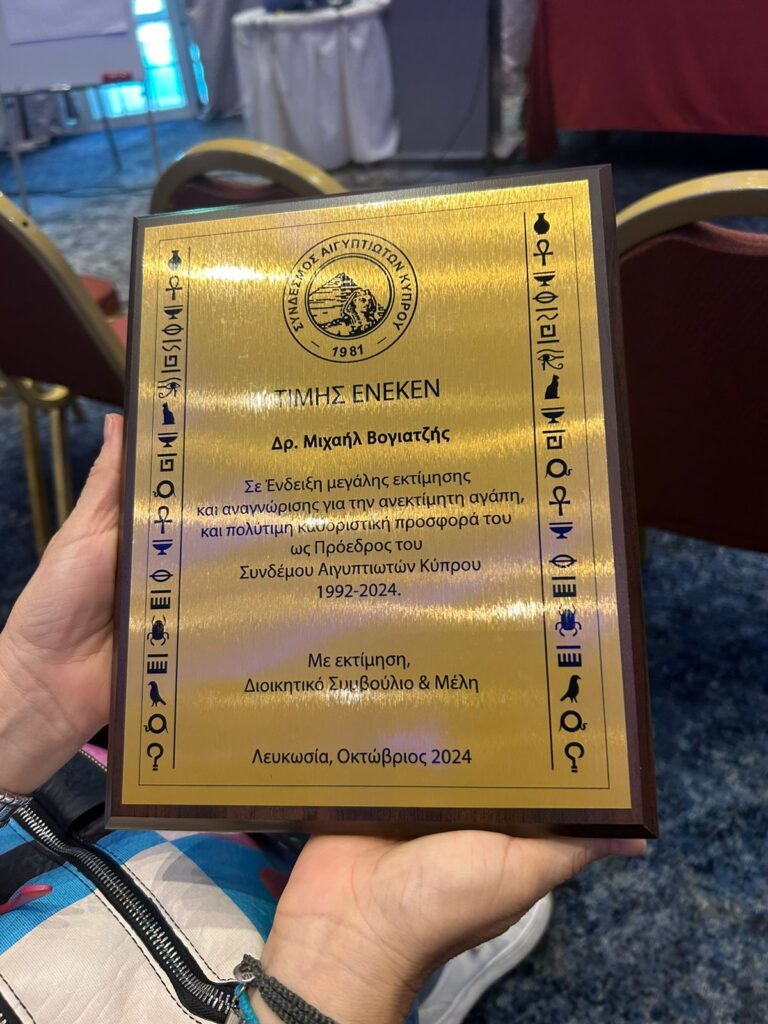 ΣΥΝΔΕΣΜΟΣ ΑΙΓΥΠΤΙΩΤΩΝ ΚΥΠΡΟΥ
1981
ΤΙΜΗΣ ΕΝΕΚΕΝ
Δρ. Μιχαήλ Βογιατζής
Σε Ένδειξη μεγάλης εκτίμησης
και αναγνώρισης για την ανεκτίμητη αγάπη,
και πολύτιμη καθοριστική προσφορά του
ως Πρόεδρος του
Συνδέμου Αιγυπτιωτών Κύπρου
1992-2024.
Με εκτίμηση,
Διοικητικό Συμβούλιο & Μέλη
Λευκωσία, Οκτώβριος 2024